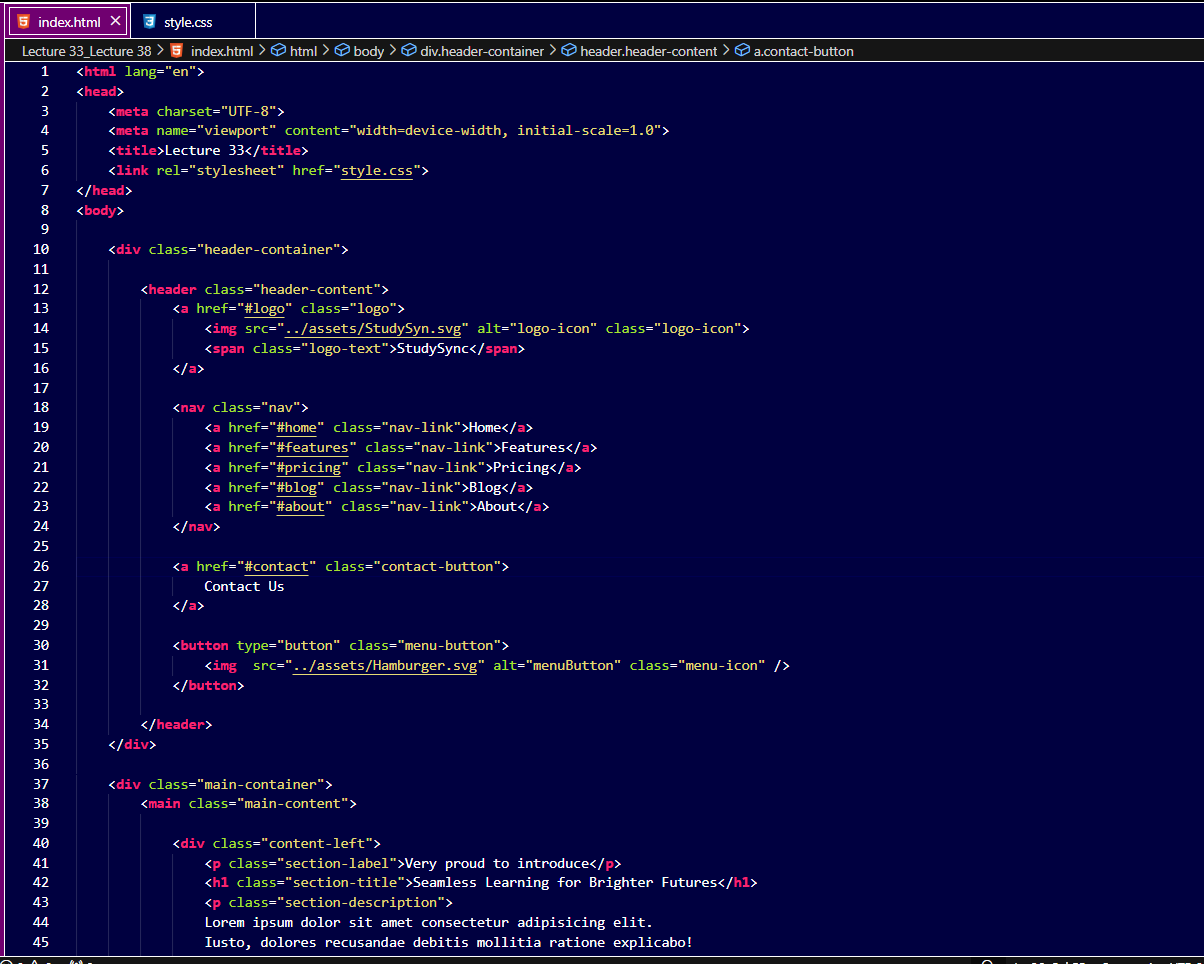 index.html
style.css
Lecture 33_Lecture 38 > index.html > html > body > div.header-container > header.header-content > a.contact-button
1 <html lang="en">
2 <head>
3 <meta charset="UTF-8">
4 <meta name="viewport" content="width=device-width, initial-scale=1.0">
5 <title>Lecture 33</title>
6 <link rel="stylesheet" href="style.css">
7 </head>
8 <body>
9
10 <div class="header-container">
11
12 <header class="header-content">
13 <a href="#logo" class="logo">
14 <img src="../assets/StudySyn.svg" alt="logo-icon" class="logo-icon">
15 <span class="logo-text">StudySync</span>
16 </a>
17
18 <nav class="nav">
19 <a href="#home" class="nav-link">Home</a>
20 <a href="#features" class="nav-link">Features</a>
21 <a href="#pricing" class="nav-link">Pricing</a>
22 <a href="#blog" class="nav-link">Blog</a>
23 <a href="#about" class="nav-link">About</a>
24 </nav>
25
26 <a href="#contact" class="contact-button">
27 Contact Us
28 </a>
29
30 <button type="button" class="menu-button">
31 <img  src="../assets/Hamburger.svg" alt="menuButton" class="menu-icon" />
32 </button>
33
34 </header>
35 </div>
36
37 <div class="main-container">
38 <main class="main-content">
39
40 <div class="content-left">
41 <p class="section-label">Very proud to introduce</p>
42 <h1 class="section-title">Seamless Learning for Brighter Futures</h1>
43 <p class="section-description">
44 Lorem ipsum dolor sit amet consectetur adipisicing elit.
45 Iusto, dolores recusandae debitis mollitia ratione explicabo!